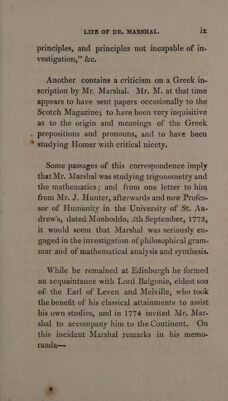 LIFE OF DR. MARSHAL. ix
principles, and principles not incapable of in-
vestigation,” &c.
Another contains a criticism on a Greek in-
scription by Mr. Marshal. Mr. M. at that time
appears to have sent papers occasionally to the
Scotch Magazine; to have been very inquisitive
as to the origin and meanings of the Greek
prepositions and pronouns, and to have been
studying Homer with critical nicety.
Some passages of this correspondence imply
that Mr. Marshal was studying trigonometry and
the mathematics; and from one letter to him
from Mr. J. Hunter, afterwards and now Profes-
sor of Humanity in the University of St. An-
drew's, dated Monboddo, 5th September, 1773,
it would seem that Marshal was seriously en-
gaged in the investigation of philosophical gram-
mar and of mathematical analysis and synthesis.
While he remained at Edinburgh he formed
an acquaintance with Lord Balgonie, eldest son
of the Earl of Leven and Melville, who took
the benefit of his classical attainments to assist
his own studies, and in 1774 invited Mr. Mar-
shal to accompany him to the Continent. On
this incident Marshal remarks in his memo-
randa—